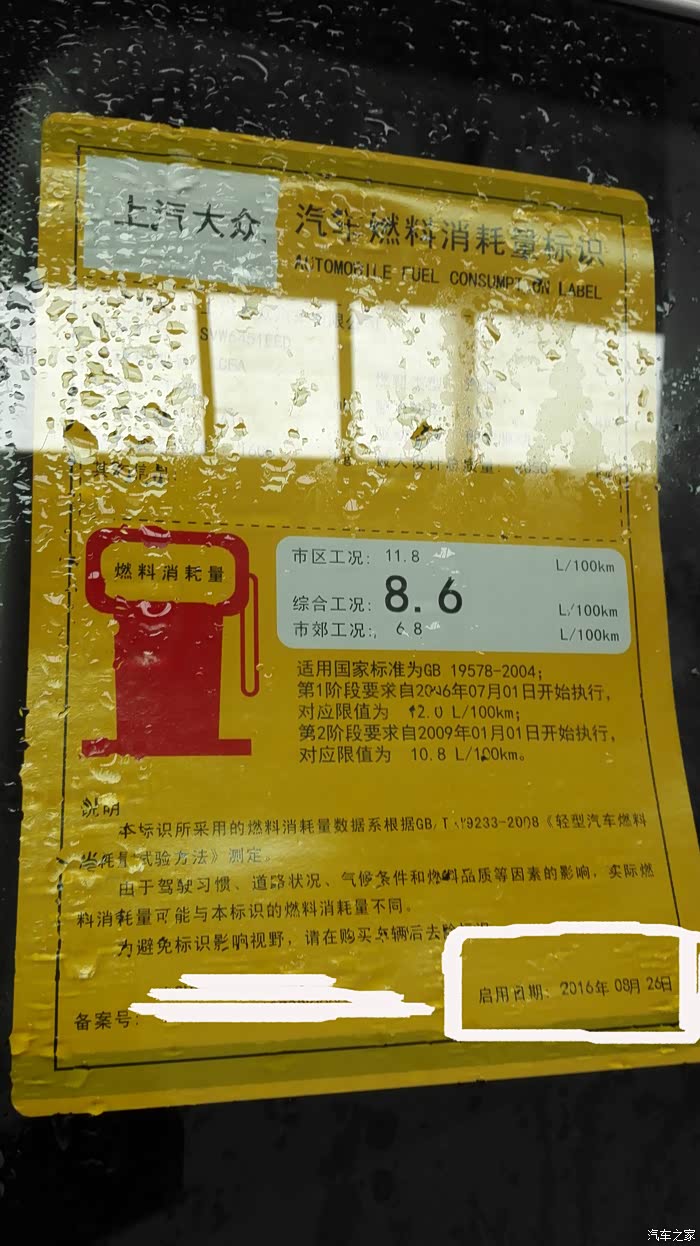 上汽大众
汽车燃料消耗量标识
AUTOMOBILE FUEL CONSUMPTION LABEL
SVW6451EED
其他信息:
最大设计总质量:
燃料消耗量
市区工况: 11.8 L/100km
综合工况: 8.6 L/100km
市郊工况: 6.8 L/100km
适用国家标准为GB 19578-2004;
第1阶段要求自2006年07月01日开始执行,
对应限值为 12.0 L/100km;
第2阶段要求自2009年01月01日开始执行,
对应限值为 10.8 L/100km。
说明
本标识所采用的燃料消耗量数据系根据GB/T 19233-2008《轻型汽车燃料
消耗量试验方法》测定。
由于驾驶习惯、道路状况、气候条件和燃料品质等因素的影响,实际燃
料消耗量可能与本标识的燃料消耗量不同。
为避免标识影响视野,请在购买车辆后去除标识
备案号:
启用日期: 2016年08月26日
汽车之家